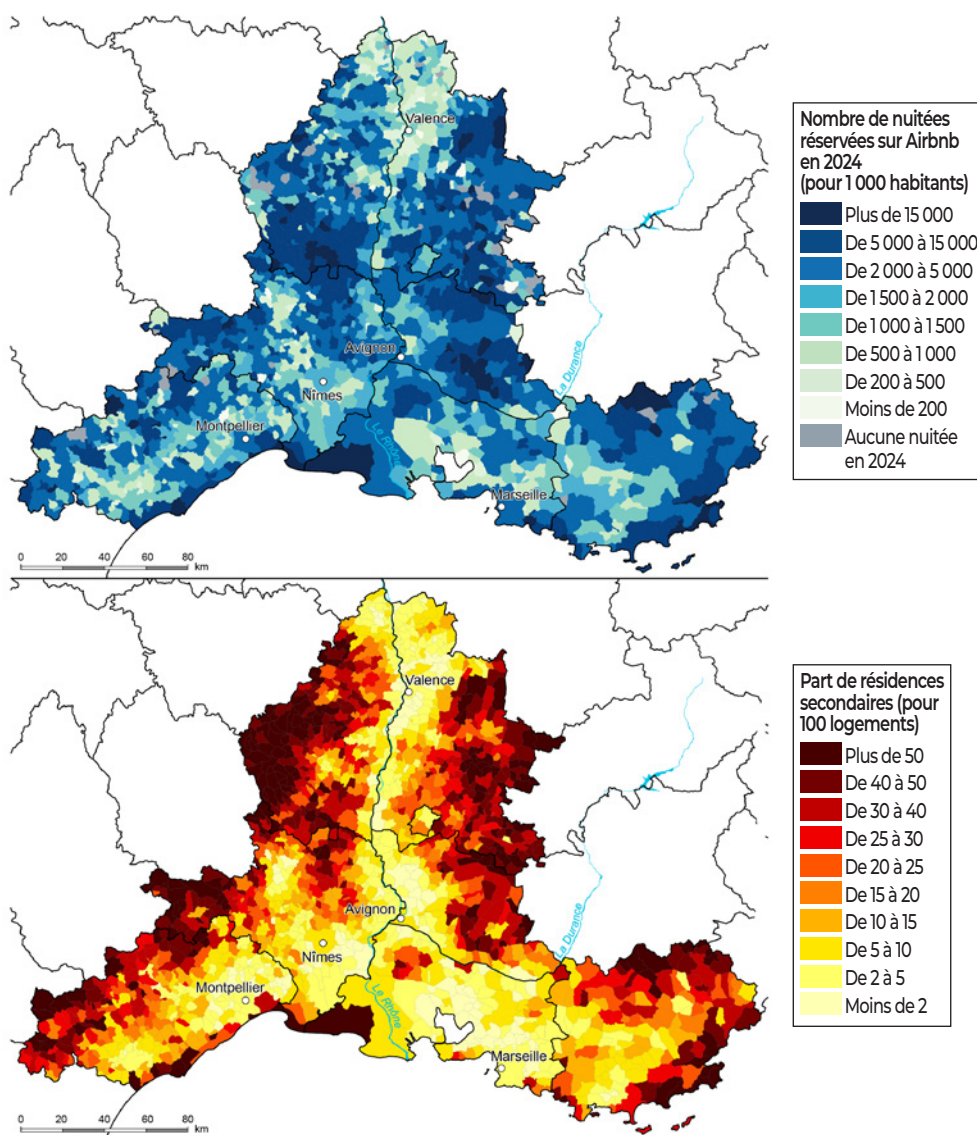 Valence
Avignon
Nîmes
Montpellier
Le Rhône
Marseille
La Durance
0 20 40 60 80
km
Nombre de nuitées
réservées sur Airbnb
en 2024
(pour 1 000 habitants)
Plus de 15 000
De 5 000 à 15 000
De 2 000 à 5 000
De 1 500 à 2 000
De 1 000 à 1 500
De 500 à 1 000
De 200 à 500
Moins de 200
Aucune nuitée
en 2024
Valence
Avignon
Nîmes
Montpellier
Le Rhône
Marseille
La Durance
0 20 40 60 80
km
Part de résidences
secondaires (pour
100 logements)
Plus de 50
De 40 à 50
De 30 à 40
De 25 à 30
De 20 à 25
De 15 à 20
De 10 à 15
De 5 à 10
De 2 à 5
Moins de 2